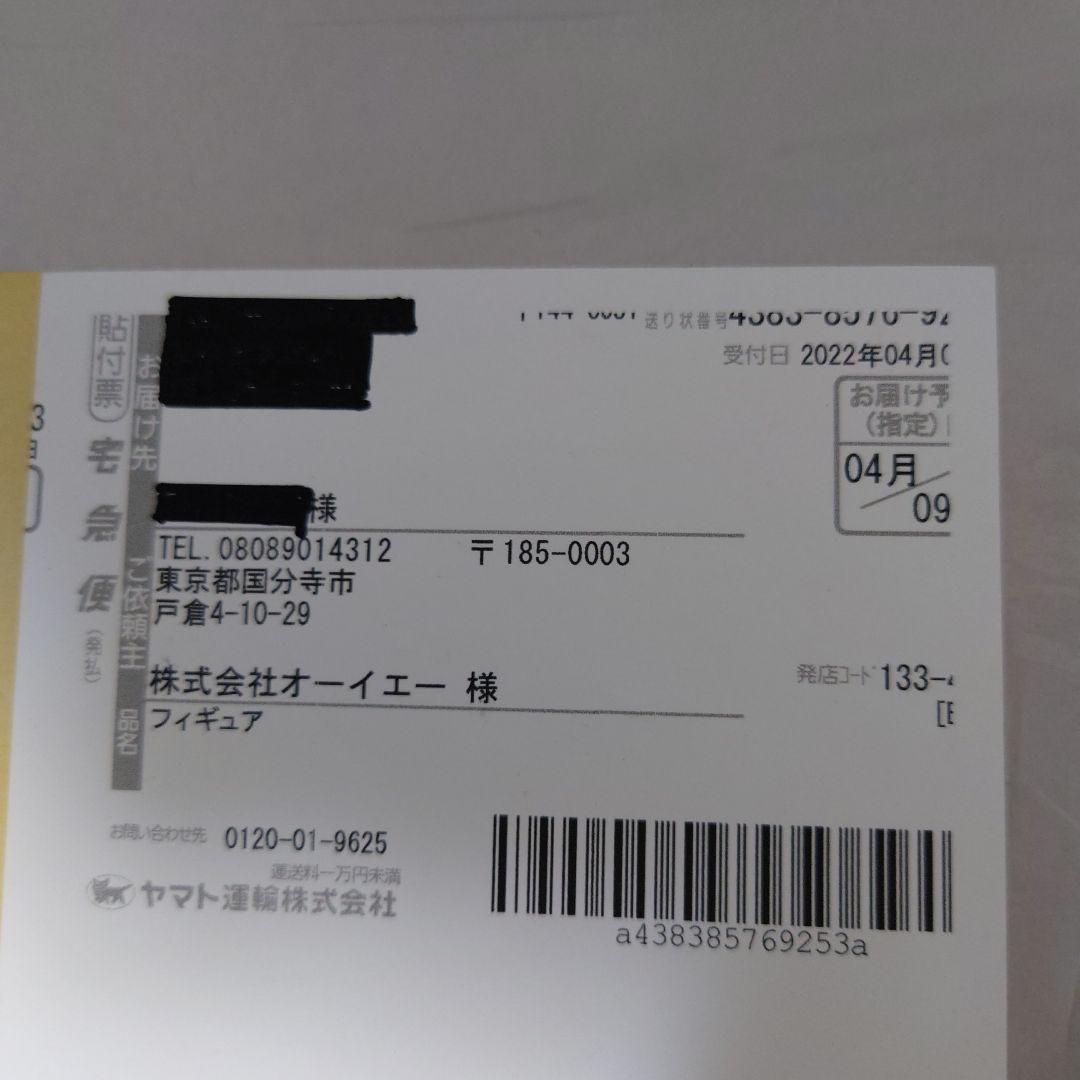 貼付票
宅急便
(発払)
お届け先
送り状番号 4383-8576-92
受付日 2022年04月
お届け予
(指定)
04月
09
様
ご依頼主
TEL. 08089014312 〒185-0003
東京都国分寺市
戸倉4-10-29
株式会社オーイエー 様
発店コード 133-
品名
フィギュア
お問い合わせ先 0120-01-9625
運送料一万円未満
ヤマト運輸株式会社
a438385769253a